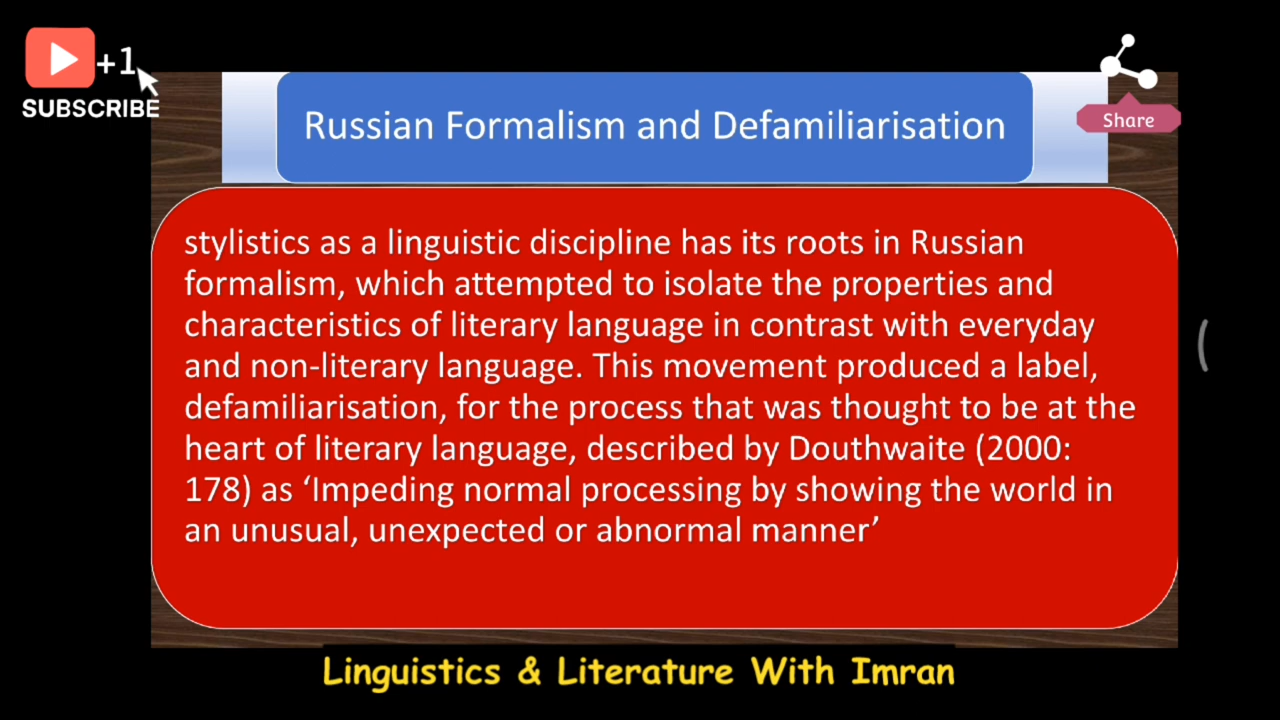 +1
SUBSCRIBE
Share
Russian Formalism and Defamiliarisation
stylistics as a linguistic discipline has its roots in Russian
formalism, which attempted to isolate the properties and
characteristics of literary language in contrast with everyday
and non-literary language. This movement produced a label,
defamiliarisation, for the process that was thought to be at the
heart of literary language, described by Douthwaite (2000:
178) as ‘Impeding normal processing by showing the world in
an unusual, unexpected or abnormal manner’
Linguistics & Literature With Imran